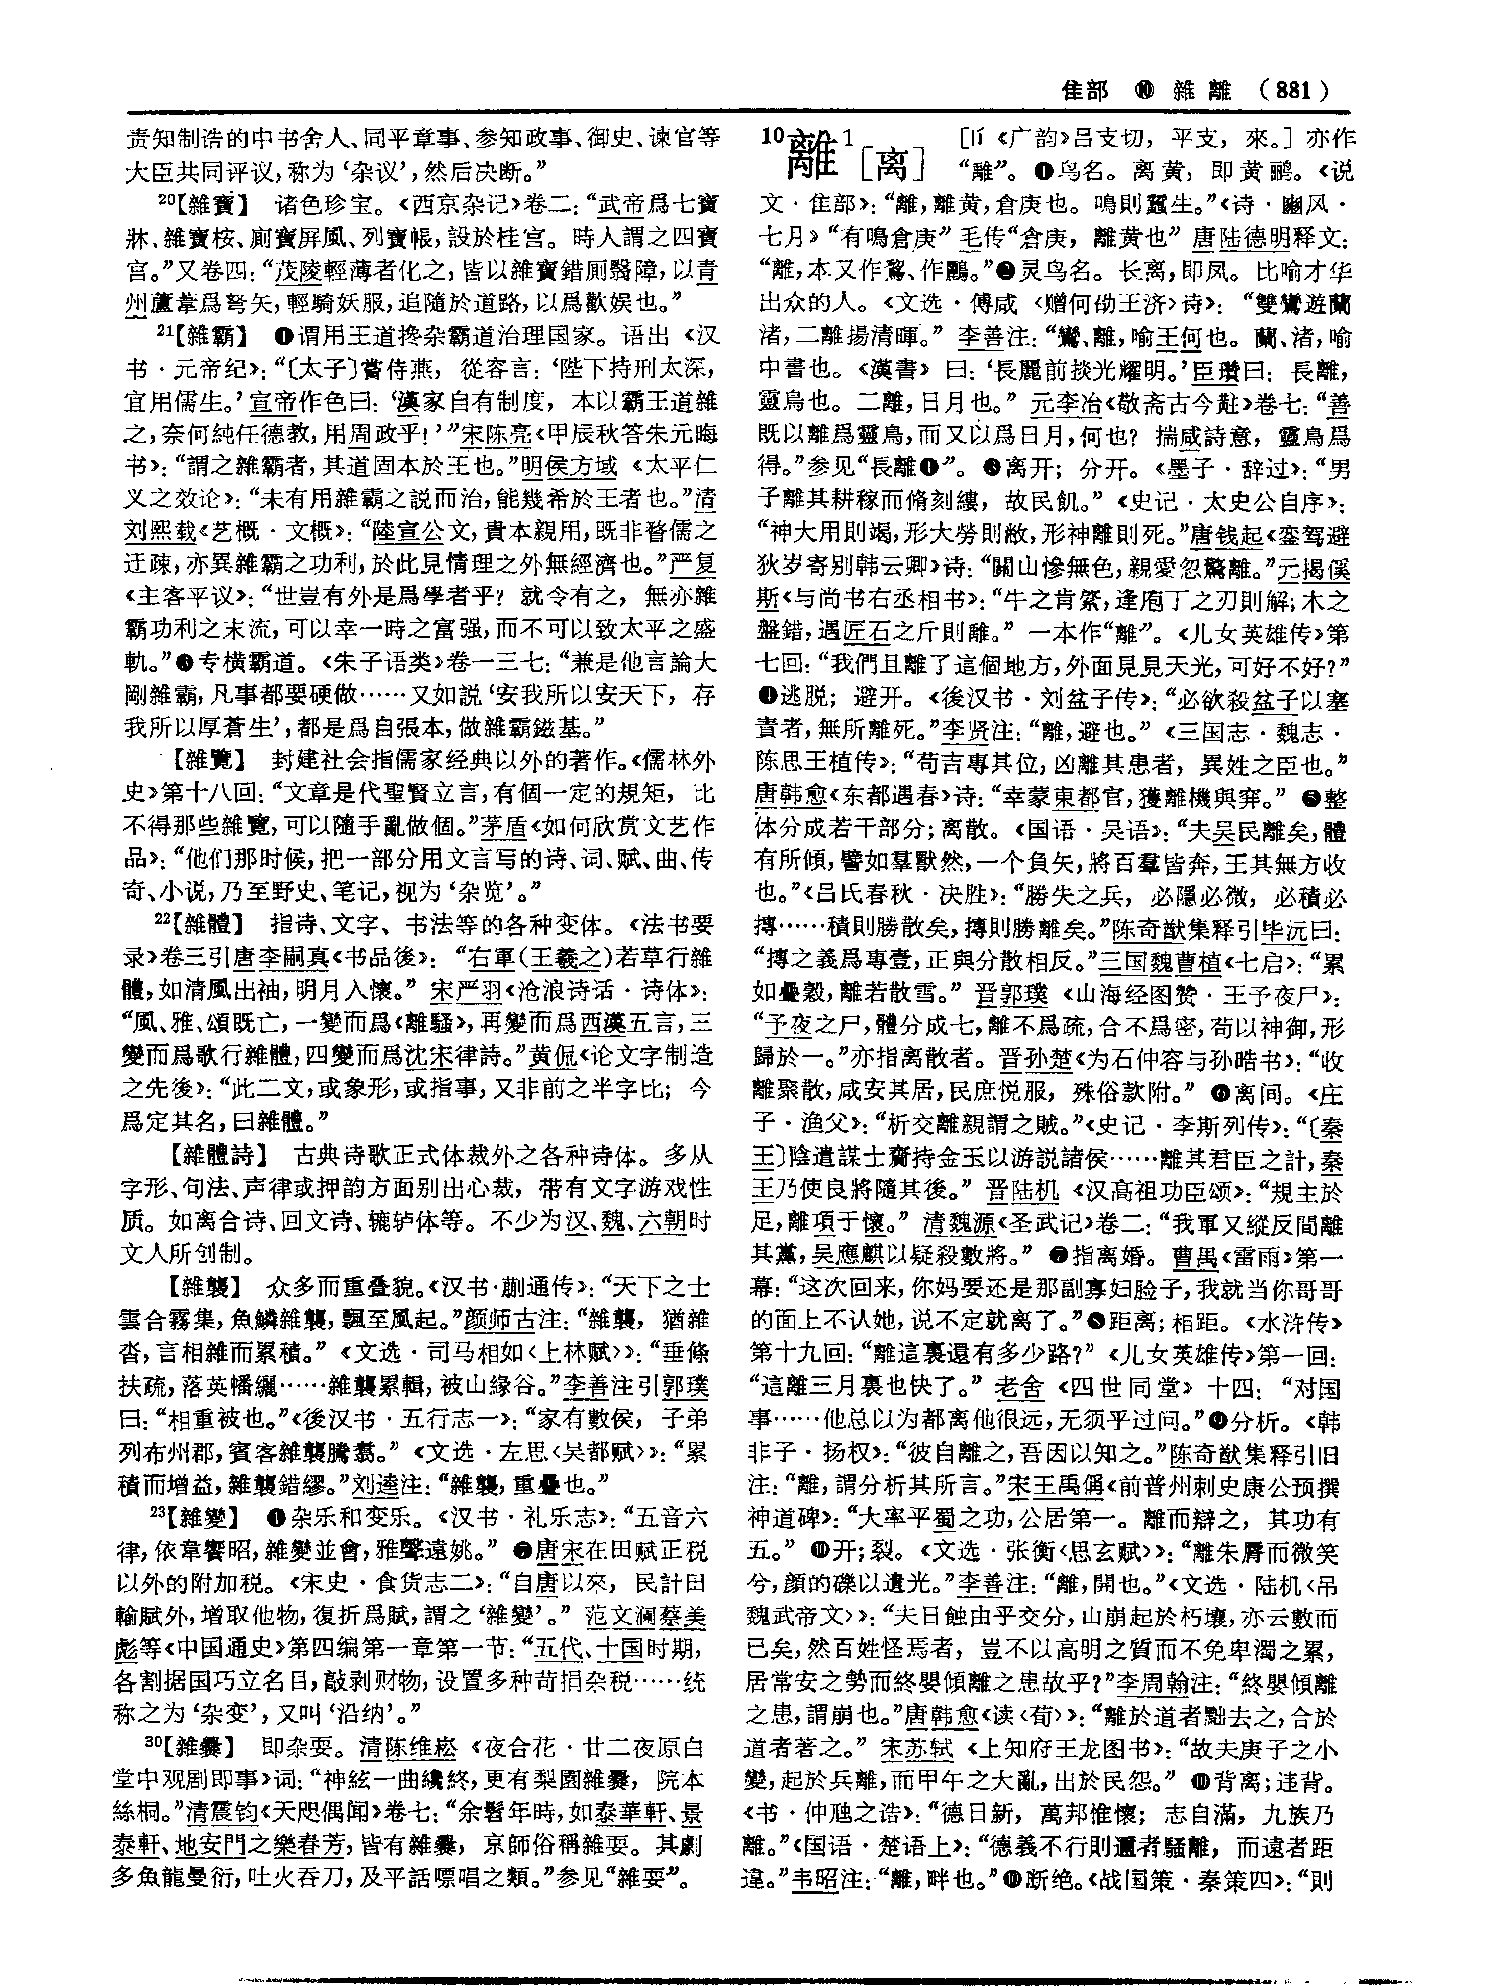 隹部 ⑩ 雜 離 (881)
责知制诰的中书舍人、同平章事、参知政事、御史、谏官等
大臣共同评议，称为‘杂议’，然后决断。”
20【雜寶】 诸色珍宝。《西京杂记》卷二：“武帝爲七寶
牀、雜寶桉、廁寶屏風、列寶帳，設於桂宫。時人謂之四寶
宫。”又卷四：“茂陵輕薄者化之，皆以雜寶錯廁翳障，以青
州蘆葦爲弩矢，輕騎妖服，追隨於道路，以爲歡娱也。”
21【雜霸】 ❶谓用王道搀杂霸道治理国家。语出《汉
书·元帝纪》：“〔太子〕嘗侍燕，從容言：‘陛下持刑太深，
宜用儒生。’宣帝作色曰：‘漢家自有制度，本以霸王道雜
之，奈何純任德教，用周政乎！’”宋陈亮《甲辰秋答朱元晦
书》：“謂之雜霸者，其道固本於王也。”明侯方域《太平仁
义之效论》：“未有用雜霸之説而治，能幾希於王者也。”清
刘熙载《艺概·文概》：“陸宣公文，貴本親用，既非瞀儒之
迂疎，亦異雜霸之功利，於此見情理之外無經濟也。”严复
《主客平议》：“世豈有外是爲學者乎？就令有之，無亦雜
霸功利之末流，可以幸一時之富强，而不可以致太平之盛
軌。”❷专横霸道。《朱子语类》卷一三七：“兼是他言論大
剛雜霸，凡事都要硬做……又如説‘安我所以安天下，存
我所以厚蒼生’，都是爲自張本，做雜霸鎡基。”
【雜覽】 封建社会指儒家经典以外的著作。《儒林外
史》第十八回：“文章是代聖賢立言，有個一定的規矩，比
不得那些雜覽，可以隨手亂做個。”茅盾《如何欣赏文艺作
品》：“他们那时候，把一部分用文言写的诗、词、赋、曲、传
奇、小说，乃至野史、笔记，视为‘杂览’。”
22【雜體】 指诗、文字、书法等的各种变体。《法书要
录》卷三引唐李嗣真《书品後》：“右軍（王羲之）若草行雜
體，如清風出袖，明月入懷。”宋严羽《沧浪诗话·诗体》：
“風、雅、頌既亡，一變而爲《離騷》，再變而爲西漢五言，三
變而爲歌行雜體，四變而爲沈宋律詩。”黄侃《论文字制造
之先後》：“此二文，或象形，或指事，又非前之半字比；今
爲定其名，曰雜體。”
【雜體詩】 古典诗歌正式体裁外之各种诗体。多从
字形、句法、声律或押韵方面别出心裁，带有文字游戏性
质。如离合诗、回文诗、辘轳体等。不少为汉、魏、六朝时
文人所创制。
【雜襲】 众多而重叠貌。《汉书·蒯通传》：“天下之士
雲合霧集，魚鱗雜襲，飄至風起。”颜师古注：“雜襲，猶雜
沓，言相雜而累積。”《文选·司马相如〈上林赋〉》：“垂條
扶疏，落英幡纚……雜襲累輯，被山緣谷。”李善注引郭璞
曰：“相重被也。”《後汉书·五行志一》：“家有數侯，子弟
列布州郡，賓客雜襲騰翥。”《文选·左思〈吴都赋〉》：“累
積而增益，雜襲錯繆。”刘逵注：“雜襲，重疊也。”
23【雜變】 ❶杂乐和变乐。《汉书·礼乐志》：“五音六
律，依韋饗昭，雜變並會，雅聲遠姚。”❷唐宋在田赋正税
以外的附加税。《宋史·食货志二》：“自唐以來，民計田
輸賦外，增取他物，復折爲賦，謂之‘雜變’。”范文澜蔡美
彪等《中国通史》第四编第一章第一节：“五代、十国时期，
各割据国巧立名目，敲剥财物，设置多种苛捐杂税……统
称之为‘杂变’，又叫‘沿纳’。”
30【雜爨】 即杂耍。清陈维崧《夜合花·廿二夜原白
堂中观剧即事》词：“神絃一曲纔終，更有梨園雜爨，院本
絲桐。”清震钧《天咫偶闻》卷七：“余髫年時，如泰華軒、景
泰軒、地安門之樂春芳，皆有雜爨，京師俗稱雜耍。其劇
多魚龍曼衍，吐火吞刀，及平話嘌唱之類。”参见“雜耍”。
10離1［离］ ［lí《广韵》吕支切，平支，來。］亦作
“離”。❶鸟名。离黄，即黄鹂。《说
文·隹部》：“離，離黄，倉庚也。鳴則蠶生。”《诗·豳风·
七月》“有鳴倉庚”毛传“倉庚，離黄也”唐陆德明释文：
“離，本又作鸝、作鸝。”❷灵鸟名。长离，即凤。比喻才华
出众的人。《文选·傅咸〈赠何劭王济〉诗》：“雙鸞遊蘭
渚，二離揚清暉。”李善注：“鸞、離，喻王何也。蘭、渚，喻
中書也。《漢書》曰：‘長麗前掞光耀明。’臣瓚曰：長離，
靈鳥也。二離，日月也。”元李冶《敬斋古今黈》卷七：“善
既以離爲靈鳥，而又以爲日月，何也？揣咸詩意，靈鳥爲
得。”参见“長離❶”。❸离开；分开。《墨子·辞过》：“男
子離其耕稼而脩刻鏤，故民飢。”《史记·太史公自序》：
“神大用則竭，形大勞則敝，形神離則死。”唐钱起《銮驾避
狄岁寄别韩云卿》诗：“關山慘無色，親愛忽驚離。”元揭傒
斯《与尚书右丞相书》：“牛之肯綮，逢庖丁之刃則解；木之
盤錯，遇匠石之斤則離。”一本作“離”。《儿女英雄传》第
七回：“我們且離了這個地方，外面見見天光，可好不好？”
❹逃脱；避开。《後汉书·刘盆子传》：“必欲殺盆子以塞
責者，無所離死。”李贤注：“離，避也。”《三国志·魏志·
陈思王植传》：“苟吉專其位，凶離其患者，異姓之臣也。”
唐韩愈《东都遇春》诗：“幸蒙東都官，獲離機與穽。”❺整
体分成若干部分；离散。《国语·吴语》：“夫吴民離矣，體
有所傾，譬如羣獸然，一个負矢，將百羣皆奔，王其無方收
也。”《吕氏春秋·决胜》：“勝失之兵，必隱必微，必積必
摶……積則勝散矣，摶則勝離矣。”陈奇猷集释引毕沅曰：
“摶之義爲專壹，正與分散相反。”三国魏曹植《七启》：“累
如疊縠，離若散雪。”晋郭璞《山海经图赞·王予夜尸》：
“予夜之尸，體分成七，離不爲疏，合不爲密，苟以神御，形
歸於一。”亦指离散者。晋孙楚《为石仲容与孙晧书》：“收
離聚散，咸安其居，民庶悦服，殊俗款附。”❻离间。《庄
子·渔父》：“析交離親謂之賊。”《史记·李斯列传》：“〔秦
王〕陰遣謀士齎持金玉以游説諸侯……離其君臣之計，秦
王乃使良將隨其後。”晋陆机《汉高祖功臣颂》：“規主於
足，離項于懷。”清魏源《圣武记》卷二：“我軍又縱反間離
其黨，吴應麒以疑殺數將。”❼指离婚。曹禺《雷雨》第一
幕：“这次回来，你妈要还是那副寡妇脸子，我就当你哥哥
的面上不认她，说不定就离了。”❽距离；相距。《水浒传》
第十九回：“離這裏還有多少路？”《儿女英雄传》第一回：
“這離三月裏也快了。”老舍《四世同堂》十四：“对国
事……他总以为都离他很远，无须乎过问。”❾分析。《韩
非子·扬权》：“彼自離之，吾因以知之。”陈奇猷集释引旧
注：“離，謂分析其所言。”宋王禹偁《前普州刺史康公预撰
神道碑》：“大率平蜀之功，公居第一。離而辯之，其功有
五。”❿开；裂。《文选·张衡〈思玄赋〉》：“離朱脣而微笑
兮，顔的礫以遺光。”李善注：“離，開也。”《文选·陆机〈吊
魏武帝文〉》：“夫日蝕由乎交分，山崩起於朽壤，亦云數而
已矣，然百姓怪焉者，豈不以高明之質而不免卑濁之累，
居常安之勢而終嬰傾離之患故乎？”李周翰注：“終嬰傾離
之患，謂崩也。”唐韩愈《读〈荀〉》：“離於道者黜去之，合於
道者著之。”宋苏轼《上知府王龙图书》：“故夫庚子之小
變，起於兵離，而甲午之大亂，出於民怨。”⓫背离；违背。
《书·仲虺之诰》：“德日新，萬邦惟懷；志自滿，九族乃
離。”《国语·楚语上》：“德義不行則邇者騷離，而遠者距
違。”韦昭注：“離，畔也。”⓬断绝。《战国策·秦策四》：“則